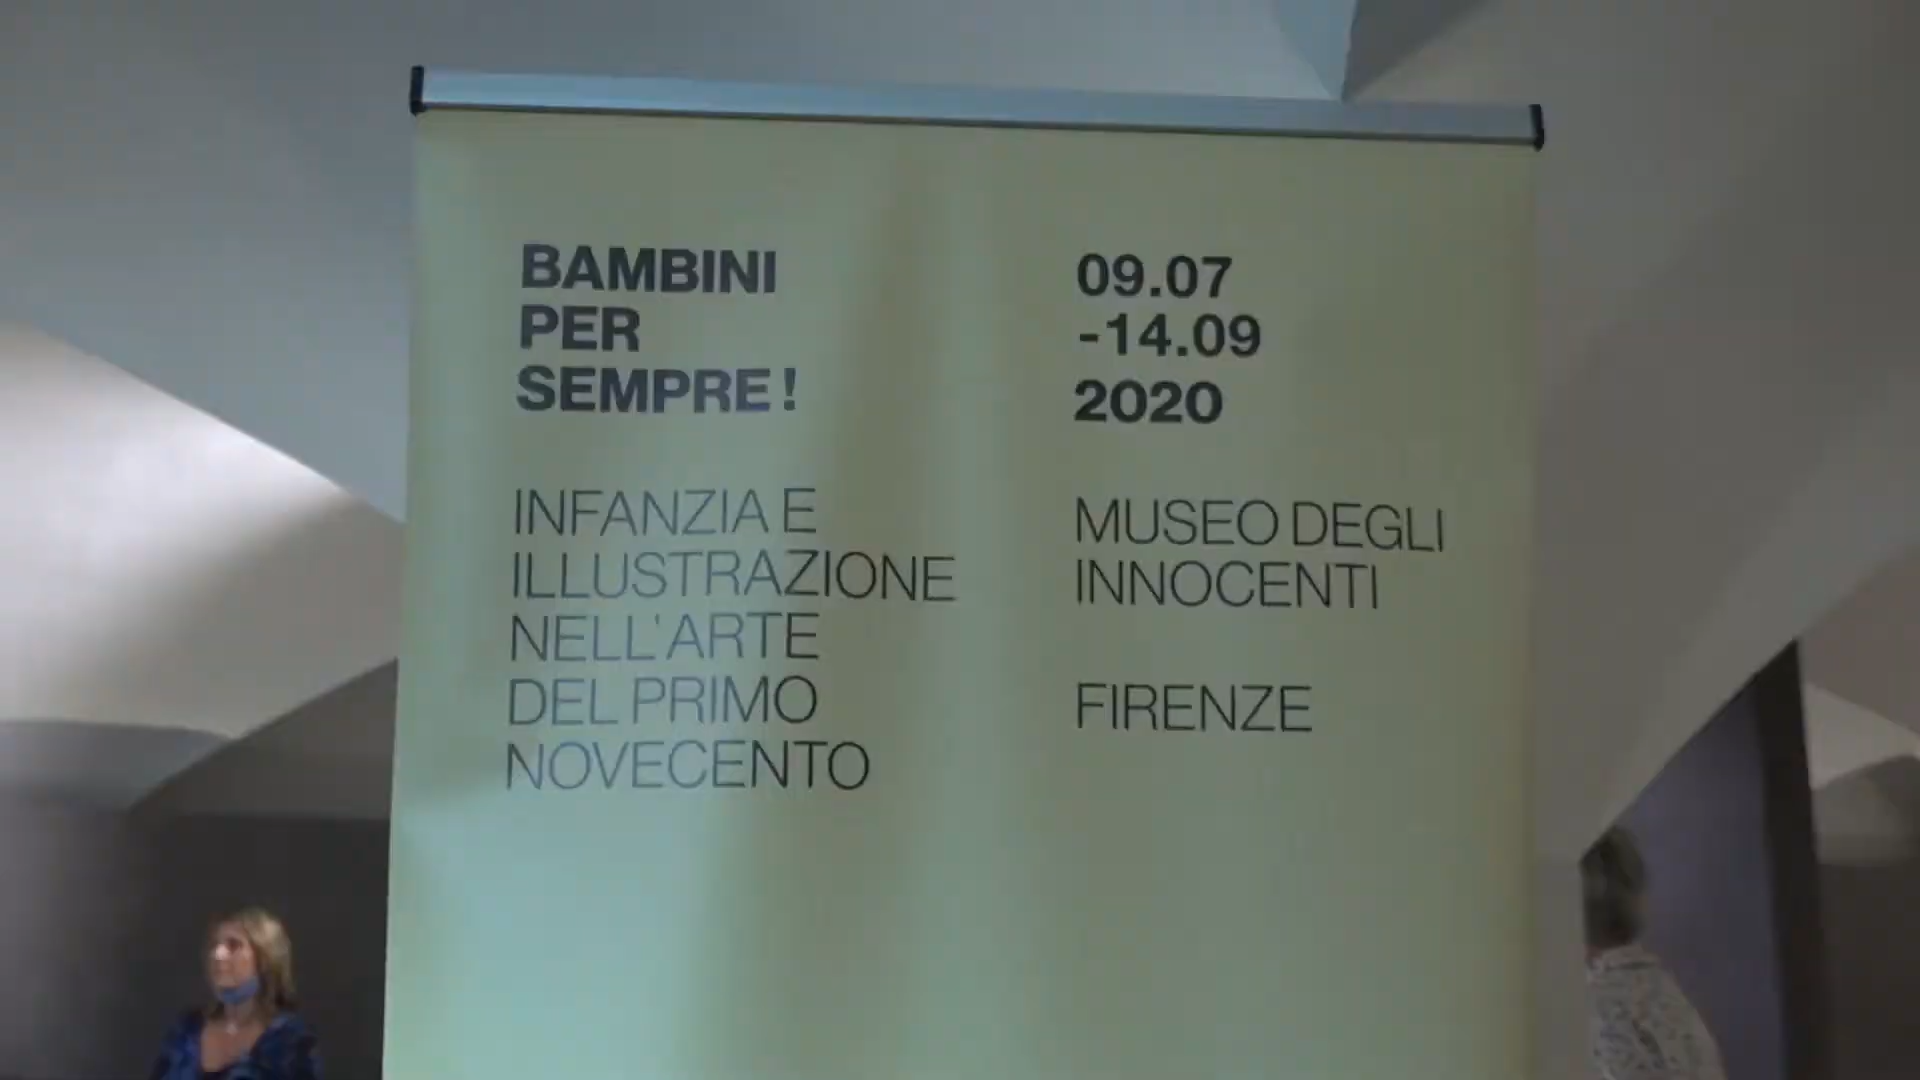 BAMBINI
PER
SEMPRE!
INFANZIA E
ILLUSTRAZIONE
NELL'ARTE
DEL PRIMO
NOVECENTO
09.07
-14.09
2020
MUSEO DEGLI
INNOCENTI
FIRENZE